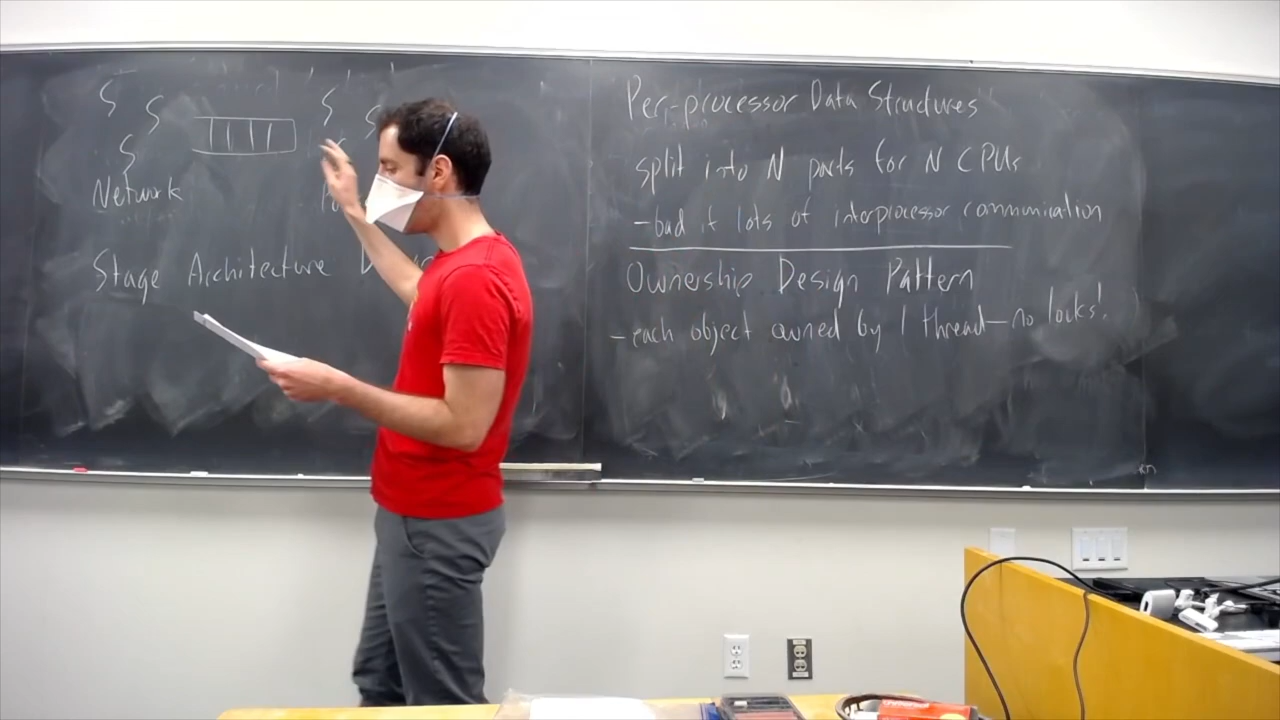 Network
Stage Architecture
Per-processor Data Structures
split into N parts for N CPUs
- bad if lots of interprocessor communication
Ownership Design Pattern
- each object owned by 1 thread - no locks!